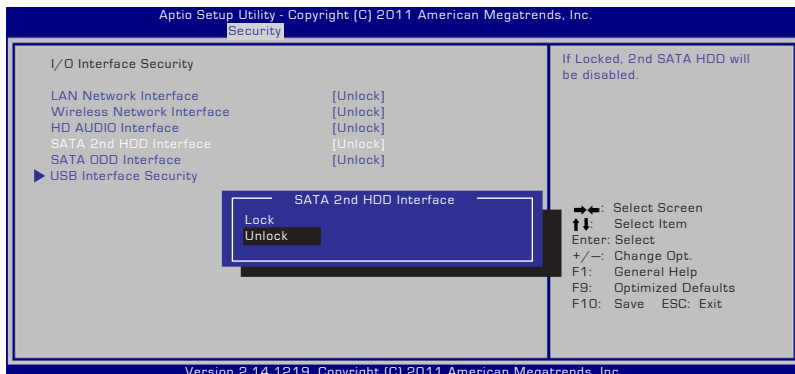 Aptio Setup Utility - Copyright (C) 2011 American Megatrends, Inc.
Security
I/O Interface Security
LAN Network Interface [Unlock]
Wireless Network Interface [Unlock]
HD AUDIO Interface [Unlock]
SATA 2nd HDD Interface [Unlock]
SATA ODD Interface [Unlock]
USB Interface Security
SATA 2nd HDD Interface
Lock
Unlock
If Locked, 2nd SATA HDD will
be disabled.
→←: Select Screen
↑↓: Select Item
Enter: Select
+/—: Change Opt.
F1: General Help
F9: Optimized Defaults
F10: Save ESC: Exit
Version 2.14.1219. Copyright (C) 2011 American Megatrends, Inc.